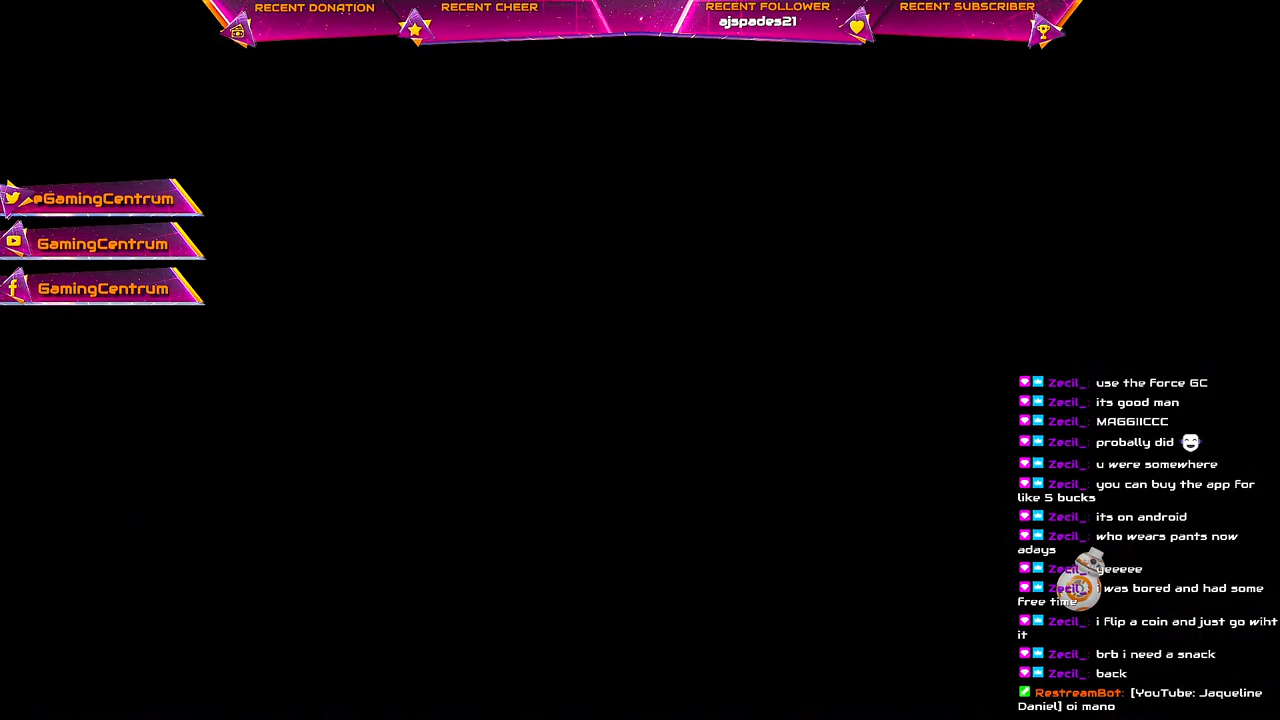 RECENT DONATION
RECENT CHEER
RECENT FOLLOWER
ajspades21
RECENT SUBSCRIBER
@GamingCentrum
GamingCentrum
GamingCentrum
Zecil_: use the force GC
Zecil_: its good man
Zecil_: MAGGIICCC
Zecil_: probally did
Zecil_: u were somewhere
Zecil_: you can buy the app for
like 5 bucks
Zecil_: its on android
Zecil_: who wears pants now
adays
Zecil_: yeeeee
Zecil_: i was bored and had some
free time
Zecil_: i flip a coin and just go wiht
it
Zecil_: brb i need a snack
Zecil_: back
RestreamBot: [YouTube: Jaqueline
Daniel] oi mano